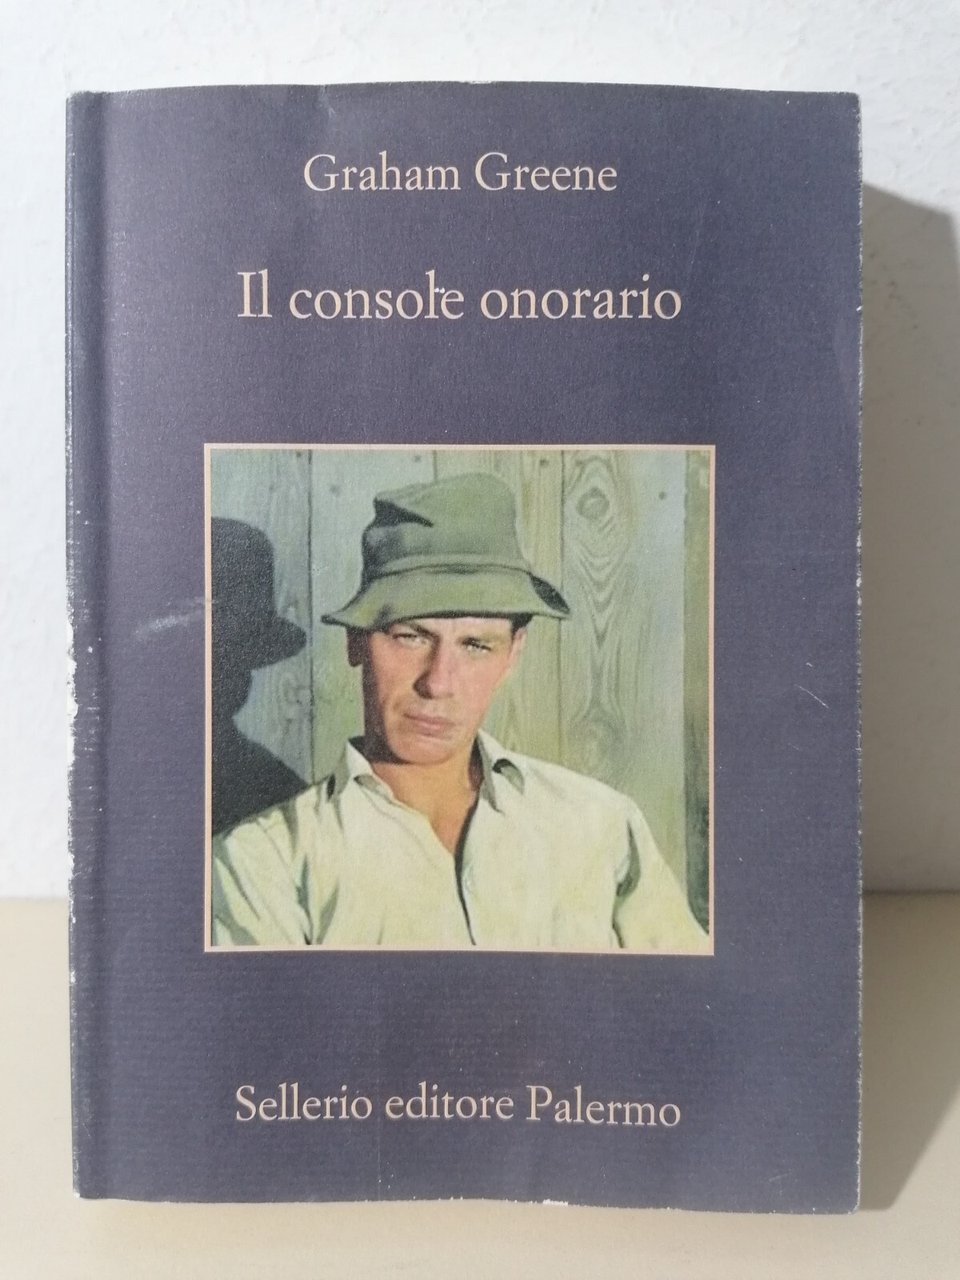 Graham Greene
Il console onorario
Sellerio editore Palermo